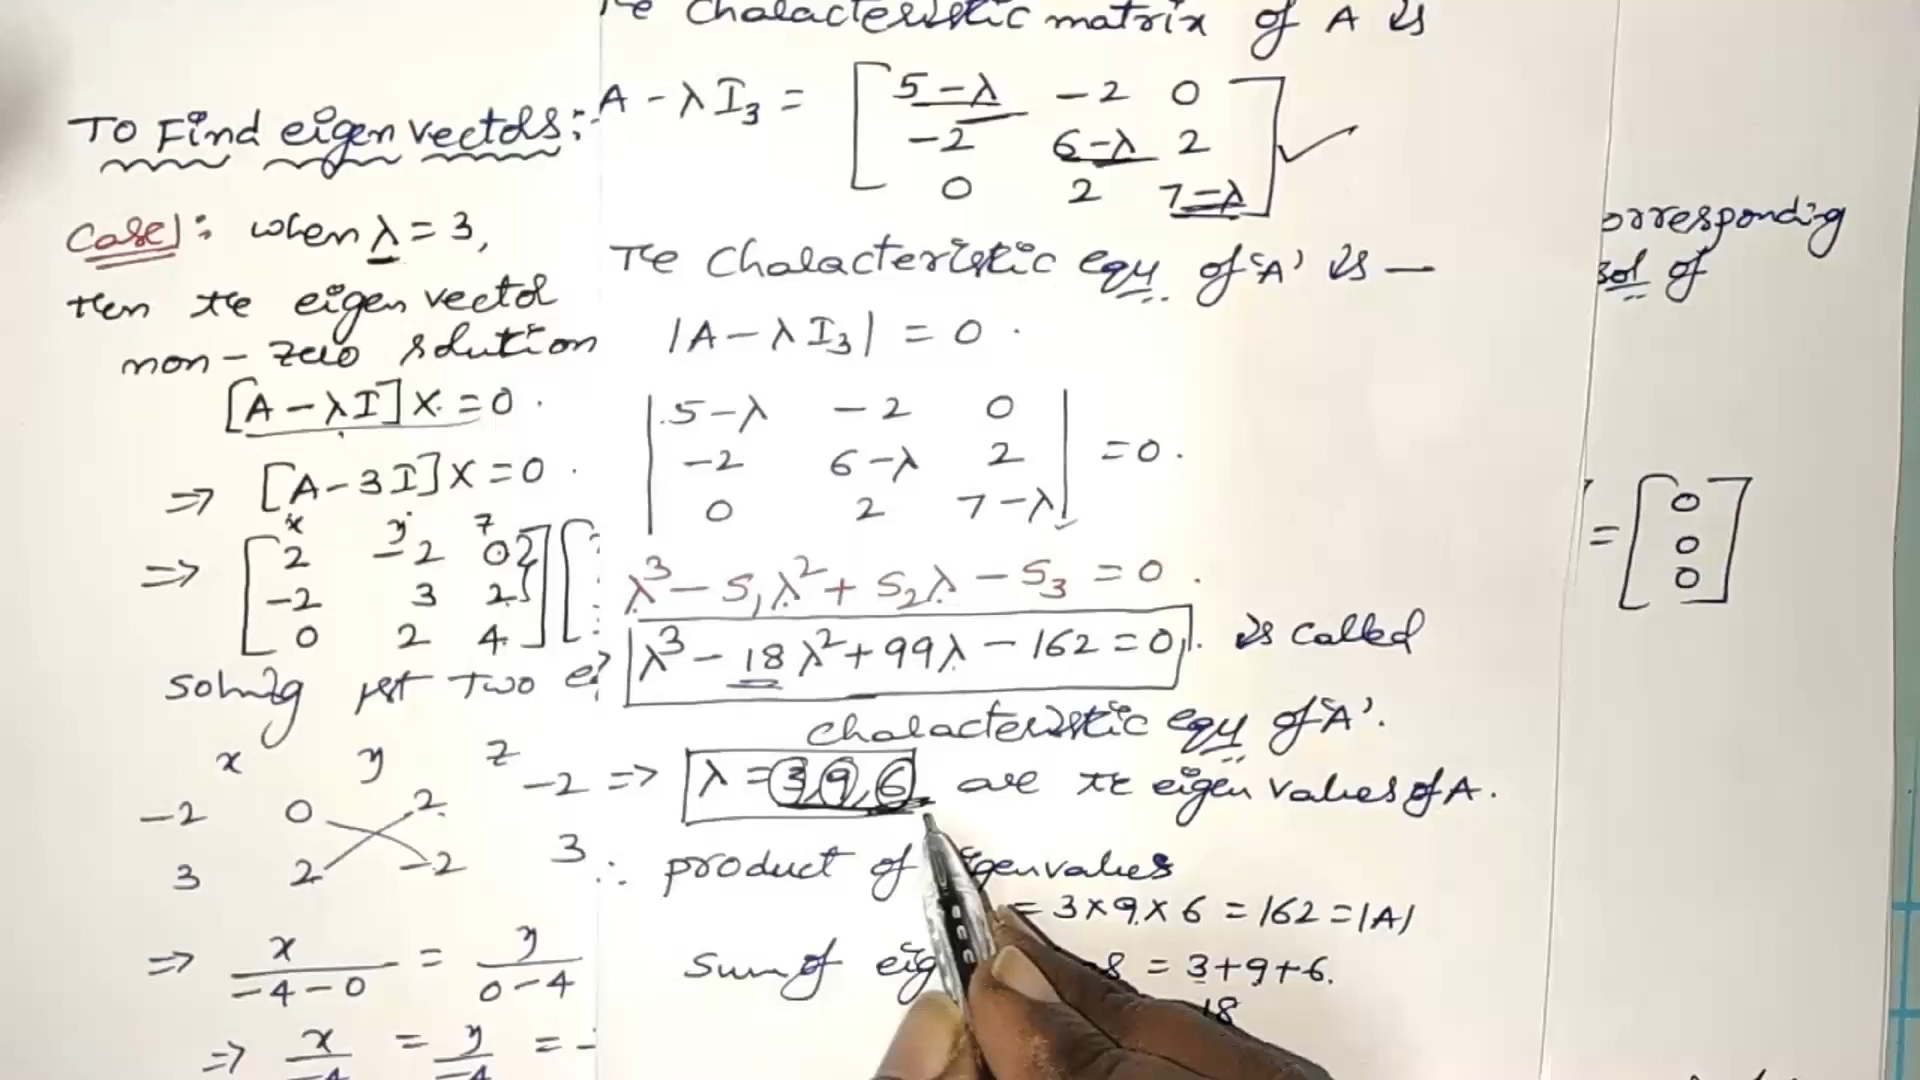 To Find eigen vectors:-
Case1: when λ = 3,
then the eigen vector
non-zero solution
[A - λI] X = 0.
⇒ [A - 3I] X = 0.
x y z
⇒ [2 -2 0
-2 3 2
0 2 4] [
Solving 1st two
x y z
-2 0 2 -2
3 2 -2 3
⇒ x/(-4-0) = y/(0-4)
⇒ x/-4 = y/-4 = -
characteristic matrix of A is
A - λI₃ = [5-λ -2 0
-2 6-λ 2
0 2 7-λ] ✓
The characteristic equ of 'A' is —
|A - λI₃| = 0.
|5-λ -2 0
-2 6-λ 2
0 2 7-λ| = 0.
λ³ - S₁λ² + S₂λ - S₃ = 0.
λ³ - 18λ² + 99λ - 162 = 0. is called
characteristic equ of 'A'.
⇒ λ = 3, 9, 6 are the eigen values of A.
∴ product of eigenvalues
= 3×9×6 = 162 = |A|
Sum of eig = 3+9+6.
18
orresponding
sol of
= [0
0
0]